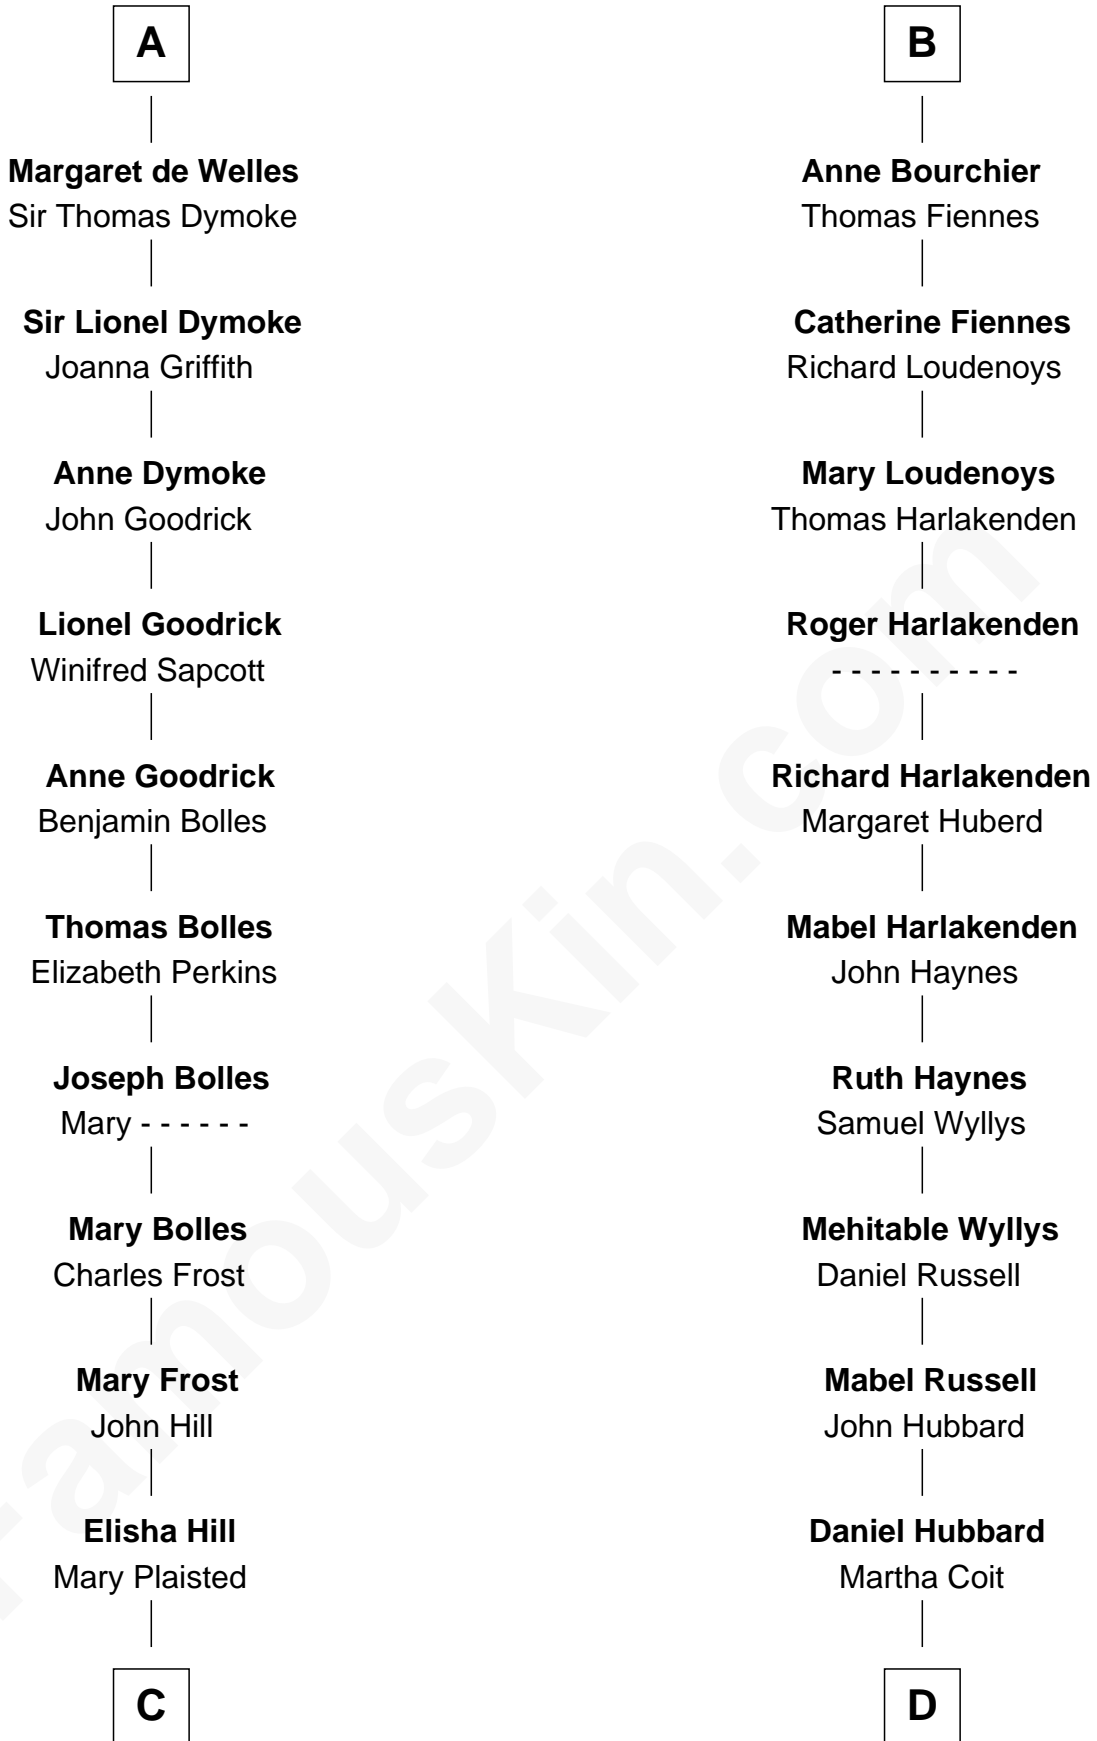 A
Margaret de Welles
Sir Thomas Dymoke
Sir Lionel Dymoke
Joanna Griffith
Anne Dymoke
John Goodrick
Lionel Goodrick
Winifred Sapcott
Anne Goodrick
Benjamin Bolles
Thomas Bolles
Elizabeth Perkins
Joseph Bolles
Mary - - - - - -
Mary Bolles
Charles Frost
Mary Frost
John Hill
Elisha Hill
Mary Plaisted
C
B
Anne Bourchier
Thomas Fiennes
Catherine Fiennes
Richard Loudenoys
Mary Loudenoys
Thomas Harlakenden
Roger Harlakenden
- - - - - - - - - -
Richard Harlakenden
Margaret Huberd
Mabel Harlakenden
John Haynes
Ruth Haynes
Samuel Wyllys
Mehitable Wyllys
Daniel Russell
Mabel Russell
John Hubbard
Daniel Hubbard
Martha Coit
D
FamousKin.com